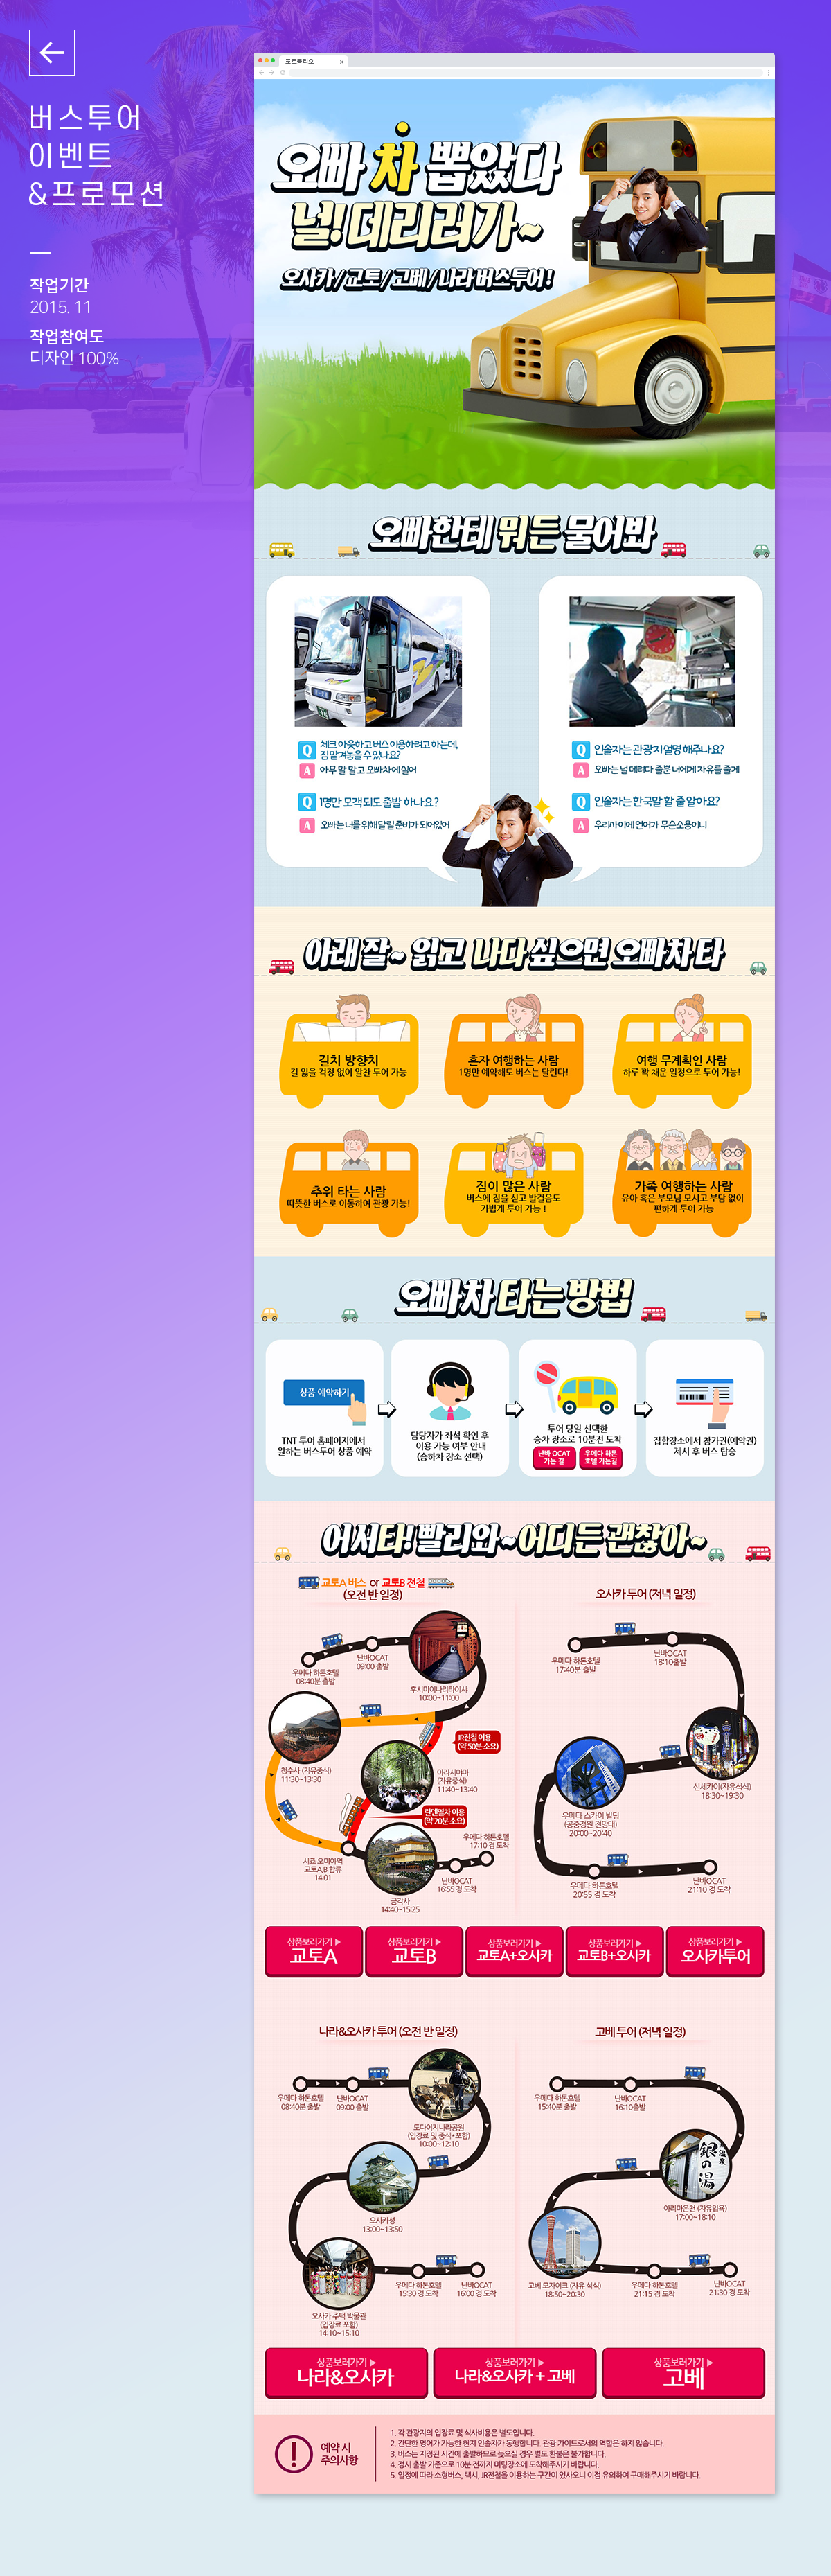 버스투어
이벤트
&프로모션
작업기간
2015. 11
작업참여도
디자인 100%
포트폴리오
오빠 차 뽑았다
널! 데리러가~
오사카/교토/고베/나라 버스투어!
오빠한테 뭐든 물어봐
Q 체크 아웃하고 버스 이용하려고 하는데,
짐 맡겨놓을 수 있나요?
A 아무 말 말고 오빠차에 실어
Q 1명만 모객 되도 출발 하나요?
A 오빠는 너를 위해 달릴 준비가 되어있어
Q 인솔자는 관광지 설명 해주나요?
A 오빠는 널 데려다 줄뿐 너에게 자유를 줄게
Q 인솔자는 한국말 할 줄 알아요?
A 우리사이에 언어가 무슨소용이니
아래 잘~ 읽고 나다 싶으면 오빠차 타
길치 방향치
길 잃을 걱정 없이 알찬 투어 가능
혼자 여행하는 사람
1명만 예약해도 버스는 달린다!
여행 무계획인 사람
하루 꽉 채운 일정으로 투어 가능!
추위 타는 사람
따뜻한 버스로 이동하여 관광 가능!
짐이 많은 사람
버스에 짐을 싣고 발걸음도
가볍게 투어 가능 !
가족 여행하는 사람
유아 혹은 부모님 모시고 부담 없이
편하게 투어 가능
오빠차 타는 방법
상품 예약하기
TNT 투어 홈페이지에서
원하는 버스투어 상품 예약
담당자가 좌석 확인 후
이용 가능 여부 안내
(승하차 장소 선택)
투어 당일 선택한
승차 장소로 10분전 도착
난바 OCAT
가는 길
우메다 하톤
호텔 가는길
집합장소에서 참가권(예약권)
제시 후 버스 탑승
어서타! 빨리와~ 어디든 괜찮아~
교토A 버스 or 교토B 전철
(오전 반 일정)
우메다 하톤호텔
08:40분 출발
난바OCAT
09:00 출발
후시미이나리타이샤
10:00~11:00
청수사 (자유중식)
11:30~13:30
JR전철 이용
(약 50분 소요)
아라시야마
(자유중식)
11:40~13:40
란덴열차 이용
(약 20분 소요)
시죠 오미야역
교토A,B 합류
14:01
금각사
14:40~15:25
난바OCAT
16:55 경 도착
우메다 하톤호텔
17:10 경 도착
오사카 투어 (저녁 일정)
우메다 하톤호텔
17:40분 출발
난바OCAT
18:10출발
신세카이(자유석식)
18:30~19:30
우메다 스카이 빌딩
(공중정원 전망대)
20:00~20:40
우메다 하톤호텔
20:55 경 도착
난바OCAT
21:10 경 도착
상품보러가기 ▶
교토A
상품보러가기 ▶
교토B
상품보러가기 ▶
교토A+오사카
상품보러가기 ▶
교토B+오사카
상품보러가기 ▶
오사카투어
나라&오사카 투어 (오전 반 일정)
우메다 하톤호텔
08:40분 출발
난바OCAT
09:00 출발
도다이지나라공원
(입장료 및 중식+포함)
10:00~12:10
오사카성
13:00~13:50
오사카 주택 박물관
(입장료 포함)
14:10~15:10
우메다 하톤호텔
15:30 경 도착
난바OCAT
16:00 경 도착
고베 투어 (저녁 일정)
우메다 하톤호텔
15:40분 출발
난바OCAT
16:10출발
温泉
銀の湯
아리마온천 (자유입욕)
17:00~18:10
고베 모자이크 (자유 석식)
18:50~20:30
우메다 하톤호텔
21:15 경 도착
난바OCAT
21:30 경 도착
상품보러가기 ▶
나라&오사카
상품보러가기 ▶
나라&오사카 + 고베
상품보러가기 ▶
고베
예약 시
주의사항
1. 각 관광지의 입장료 및 식사비용은 별도입니다.
2. 간단한 영어가 가능한 현지 인솔자가 동행합니다. 관광 가이드로서의 역할은 하지 않습니다.
3. 버스는 지정된 시간에 출발하므로 늦으실 경우 별도 환불은 불가합니다.
4. 정시 출발 기준으로 10분 전까지 미팅장소에 도착해주시기 바랍니다.
5. 일정에 따라 소형버스, 택시, JR전철을 이용하는 구간이 있사오니 이점 유의하여 구매해주시기 바랍니다.